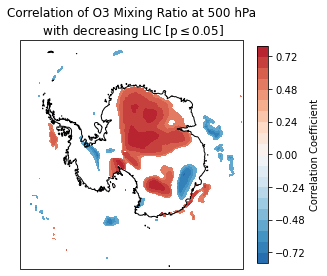 Correlation of O3 Mixing Ratio at 500 hPa
with decreasing LIC [p ≤ 0.05]
0.72
0.48
0.24
0.00
−0.24
−0.48
−0.72
Correlation Coefficient